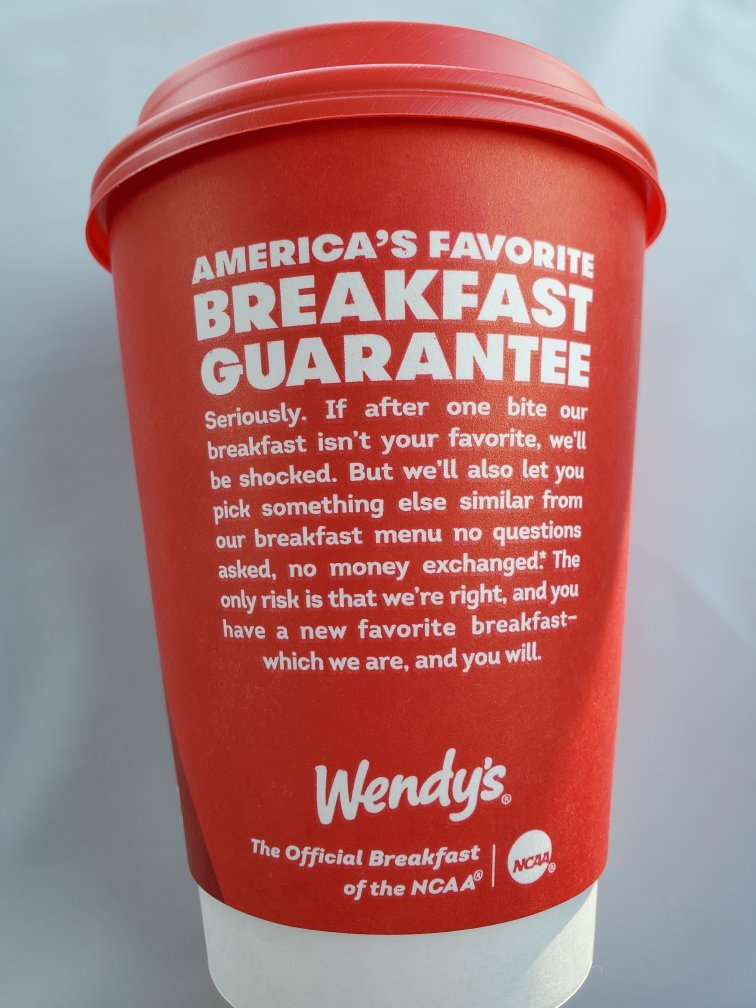 AMERICA'S FAVORITE
BREAKFAST
GUARANTEE
Seriously. If after one bite our
breakfast isn't your favorite, we'll
be shocked. But we'll also let you
pick something else similar from
our breakfast menu no questions
asked, no money exchanged.* The
only risk is that we're right, and you
have a new favorite breakfast–
which we are, and you will.
Wendy's®
The Official Breakfast
of the NCAA®
NCAA®